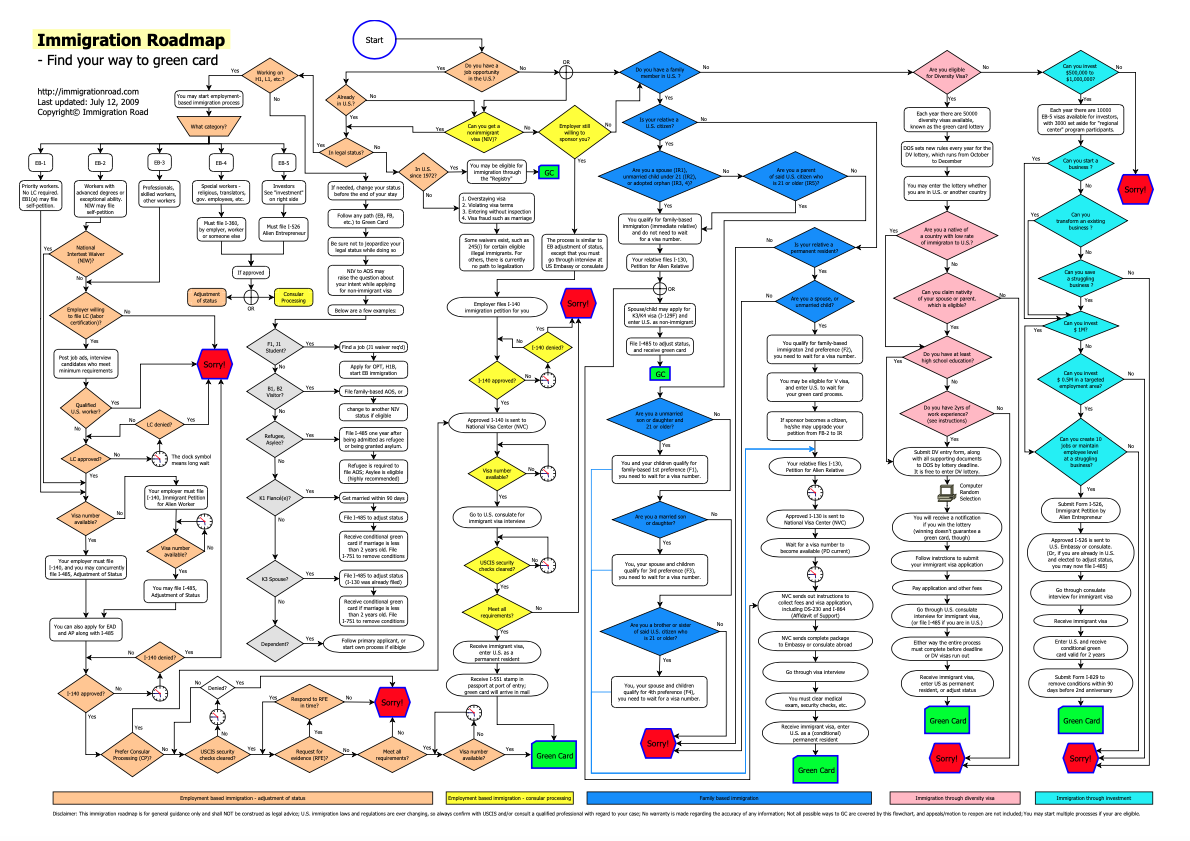 Immigration Roadmap
- Find your way to green card
http://immigrationroad.com
Last updated: July 12, 2009
Copyright© Immigration Road
Start
Do you have a
job opportunity
in the U.S.?
Yes
No
OR
Working on
H1, L1, etc.?
Yes
No
You may start employment-
based immigration process
What category?
Already
in U.S.?
Yes
No
In legal status?
Yes
No
Can you get a
nonimmigrant
visa (NIV)?
Yes
No
Employer still
willing to
sponsor you?
No
Yes
In U.S.
since 1972?
Yes
No
You may be eligible for
immigration through
the "Registry"
GC
1. Overstaying visa
2. Violating visa terms
3. Entering without inspection
4. Visa fraud such as marriage
Some waivers exist, such as
245(i) for certain eligible
illegal immigrants. For
others, there is currently
no path to legalization
The process is similar to
EB adjustment of status,
except that you must
go through interview at
US Embassy or consulate
EB-1
EB-2
EB-3
EB-4
EB-5
Priority workers.
No LC required.
EB1(a) may file
self-petition.
Workers with
advanced degrees or
exceptional ability.
NIW may file
self-petition
Professionals,
skilled workers,
other workers
Special workers -
religious, translators,
gov. employees, etc.
Investors
See "investment"
on right side
Must file I-360,
by employer, worker
or someone else
Must file I-526
Alien Entrepreneur
If approved
Adjustment
of status
OR
Consular
Processing
National
Interest Waiver
(NIW)?
Yes
No
Employer willing
to file LC (labor
certification)?
No
Yes
Post job ads, interview
candidates who meet
minimum requirements
Sorry!
Qualified
U.S. worker?
Yes
No
LC denied?
Yes
No
LC approved?
No
Yes
The clock symbol
means long wait
Visa number
available?
No
Yes
Your employer must file
I-140, Immigrant Petition
for Alien Worker
Visa number
available?
No
Yes
Your employer must file
I-140, and you may concurrently
file I-485, Adjustment of Status
You may file I-485,
Adjustment of Status
You can also apply for EAD
and AP along with I-485
I-140 denied?
Yes
No
I-140 approved?
No
Yes
Prefer Consular
Processing (CP)?
Yes
No
Denied?
Yes
No
USCIS security
checks cleared?
No
Yes
Respond to RFE
in time?
Yes
No
Request for
evidence (RFE)?
Yes
No
Sorry!
Meet all
requirements?
No
Yes
Visa number
available?
No
Yes
Green Card
If needed, change your status
before the end of your stay
Follow any path (EB, FB,
etc.) to Green Card
Be sure not to jeopardize your
legal status while doing so
NIV to AOS may
raise the question about
your intent while applying
for non-immigrant visa
Below are a few examples:
F1, J1
Student?
Yes
No
Find a job (J1 waiver req'd)
Apply for OPT, H1B,
start EB immigration
B1, B2
Visitor?
Yes
No
File family-based AOS, or
change to another NIV
status if eligible
Refugee,
Asylee?
Yes
No
File I-485 one year after
being admitted as refugee
or being granted asylum.
Refugee is required to
file AOS; Asylee is eligible
(highly recommended)
K1 Fiancé(e)?
Yes
No
Get married within 90 days
File I-485 to adjust status
Receive conditional green
card if marriage is less
than 2 years old. File
I-751 to remove conditions
K3 Spouse?
Yes
No
File I-485 to adjust status
(I-130 was already filed)
Receive conditional green
card if marriage is less
than 2 years old. File
I-751 to remove conditions
Dependent?
Yes
Follow primary applicant, or
start own process if eligible
Employer files I-140
immigration petition for you
Sorry!
I-140 denied?
Yes
No
I-140 approved?
No
Yes
Approved I-140 is sent to
National Visa Center (NVC)
Visa number
available?
No
Yes
Go to U.S. consulate for
immigrant visa interview
USCIS security
checks cleared?
No
Yes
Meet all
requirements?
No
Yes
Receive immigrant visa,
enter U.S. as a
permanent resident
Receive I-551 stamp in
passport at port of entry;
green card will arrive in mail
Do you have a family
member in U.S. ?
No
Yes
Is your relative a
U.S. citizen?
No
Yes
Are you a spouse (IR1),
unmarried child under 21 (IR2),
or adopted orphan (IR3, 4)?
No
Yes
Are you a parent
of said U.S. citizen who
is 21 or older (IR5)?
Yes
No
You qualify for family-based
immigration (immediate relative)
and do not need to wait
for a visa number.
Your relative files I-130,
Petition for Alien Relative
OR
Spouse/child may apply for
K3/K4 visa (I-129F) and
enter U.S. as non-immigrant
File I-485 to adjust status,
and receive green card
GC
Is your relative a
permanent resident?
No
Yes
Are you a spouse, or
unmarried child?
No
Yes
You qualify for family-based
immigrant 2nd preference (F2),
you need to wait for a visa number.
You may be eligible for V visa,
and enter U.S. to wait for
your green card process.
If sponsor becomes a citizen,
he/she may upgrade your
petition from FB-2 to IR
Your relative files I-130,
Petition for Alien Relative
Approved I-130 is sent to
National Visa Center (NVC)
Wait for a visa number to
become available (PD current)
NVC sends out instructions to
collect fees and visa application,
including DS-230 and I-864
(Affidavit of Support)
NVC sends complete package
to Embassy or consulate abroad
Go through visa interview
You must clear medical
exam, security checks, etc.
Receive immigrant visa, enter
U.S. as a (conditional)
permanent resident
Green Card
Are you a unmarried
son or daughter and
21 or older?
No
Yes
You and your children qualify for
family-based 1st preference (F1),
you need to wait for a visa number.
Are you a married son
or daughter?
No
Yes
You, your spouse and children
qualify for 3rd preference (F3),
you need to wait for a visa number.
Are you a brother or sister
of said U.S. citizen who
is 21 or older?
No
Yes
You, your spouse and children
qualify for 4th preference (F4),
you need to wait for a visa number.
Sorry!
Are you eligible
for Diversity Visa?
No
Yes
Each year there are 50000
diversity visas available,
known as the green card lottery
DOS sets new rules every year for the
DV lottery, which runs from October
to December
You may enter the lottery whether
you are in U.S. or another country
Are you a native of
a country with low rate
of immigraton to U.S.?
Yes
No
Can you claim nativity
of your spouse or parent,
which is eligible?
No
Yes
Do you have at least
high school education?
Yes
No
Do you have 2yrs of
work experience?
(see instructions)
No
Yes
Submit DV entry form, along
with all supporting documents
to DOS by lottery deadline.
It is free to enter DV lottery.
Computer
Random
Selection
You will receive a notification
if you win the lottery
(winning doesn't guarantee a
green card, though)
Follow instrctions to submit
your immigrant visa application
Pay application and other fees
Go through U.S. consulate
interview for immigrant visa,
(or file I-485 if you are in U.S.)
Either way the entire process
must complete before deadline
or DV visas run out
Receive immigrant visa,
enter US as permanent
resident, or adjust status
Green Card
Sorry!
Can you invest
$500,000 to
$1,000,000?
No
Yes
Each year there are 10000
EB-5 visas available for investors,
with 3000 set aside for "regional
center" program participants.
Sorry!
Can you start a
business ?
Yes
No
Can you
transform an existing
business ?
Yes
No
Can you save
a struggling
business ?
Yes
No
Can you invest
$ 1M?
Yes
No
Can you invest
$ 0.5M in a targeted
employment area?
No
Yes
Can you create 10
jobs or maintain
employee level
at a struggling
business?
No
Yes
Submit Form I-526,
Immigrant Petition by
Alien Entrepreneur
Approved I-526 is sent to
U.S. Embassy or consulate.
(Or, if you are already in U.S.
and elected to adjust status,
you may now file I-485)
Go through consulate
interview for immigrant visa
Receive immigrant visa
Enter U.S. and receive
conditional green
card valid for 2 years
Submit Form I-829 to
remove conditions within 90
days before 2nd anniversary
Green Card
Sorry!
Employment based immigration - adjustment of status
Employment based immigration - consular processing
Family based immigration
Immigration through diversity visa
Immigration through investment
Disclaimer: This immigration roadmap is for general guidance only and shall NOT be construed as legal advice; U.S. immigration laws and regulations are ever changing, so always confirm with USCIS and/or consult a qualified professional with regard to your case; No warranty is made regarding the accuracy of any information; Not all possible ways to GC are covered by this flowchart, and appeals/motion to reopen are not included; You may start multiple processes if your are eligible.